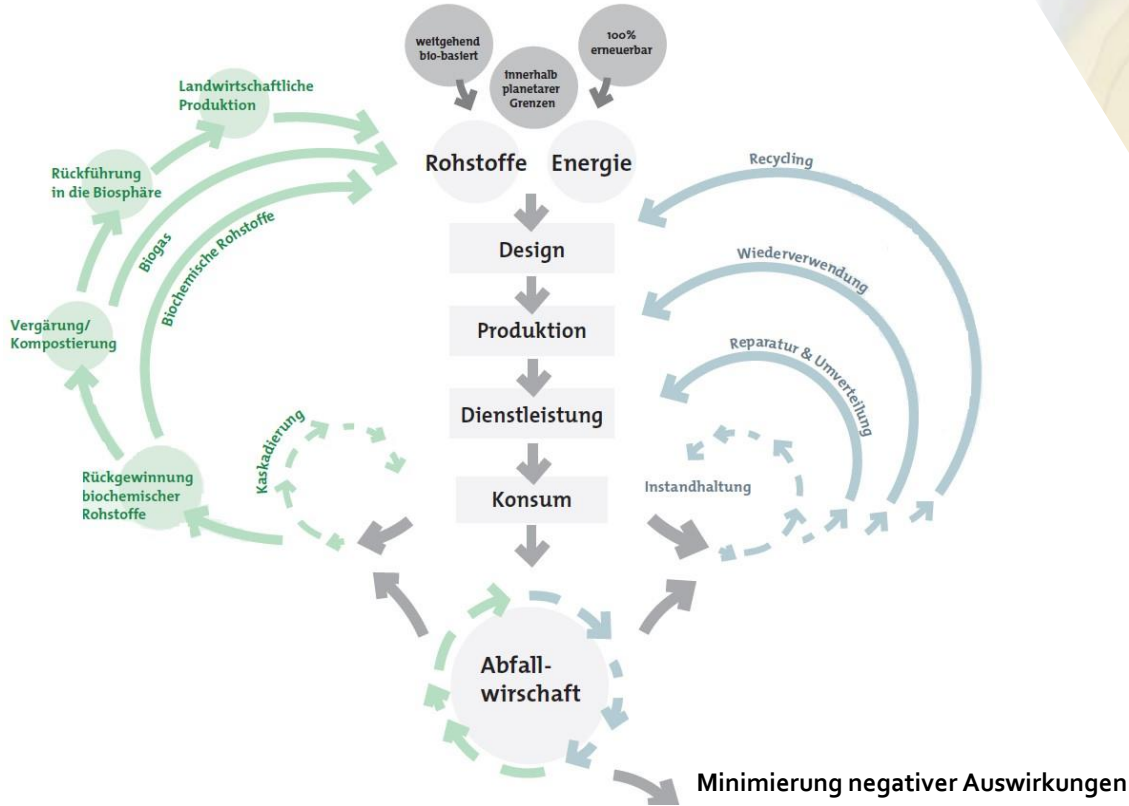 weitgehend
bio-basiert
100%
erneuerbar
innerhalb
planetarer
Grenzen
Rohstoffe
Energie
Design
Produktion
Dienstleistung
Konsum
Abfall-
wirschaft
Landwirtschaftliche
Produktion
Rückführung
in die Biosphäre
Biogas
Biochemische Rohstoffe
Vergärung/
Kompostierung
Kaskadierung
Rückgewinnung
biochemischer
Rohstoffe
Recycling
Wiederverwendung
Reparatur & Umverteilung
Instandhaltung
Minimierung negativer Auswirkungen